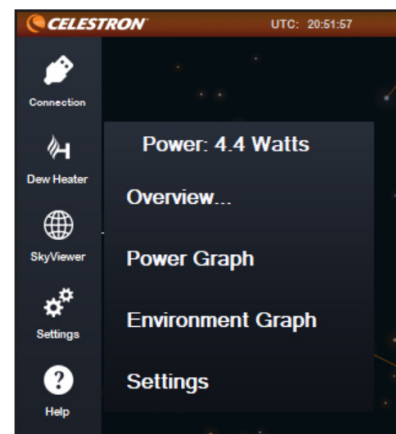 CELESTRON UTC: 20:51:57
Connection
Dew Heater
SkyViewer
Settings
Help
Power: 4.4 Watts
Overview...
Power Graph
Environment Graph
Settings